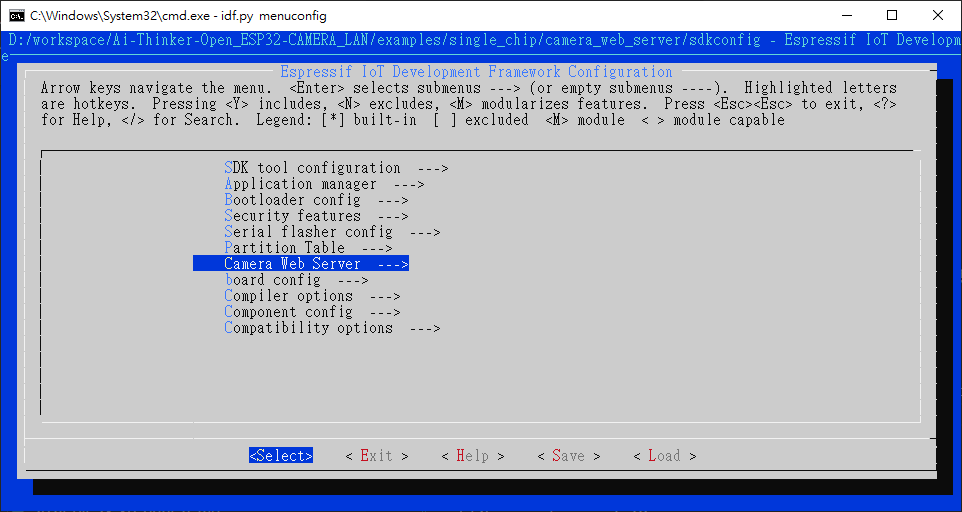 C:\Windows\System32\cmd.exe - idf.py  menuconfig
D:/workspace/Ai-Thinker-Open_ESP32-CAMERA_LAN/examples/single_chip/camera_web_server/sdkconfig - Espressif IoT Developm
e
Espressif IoT Development Framework Configuration
Arrow keys navigate the menu.  <Enter> selects submenus ---> (or empty submenus ----).  Highlighted letters
are hotkeys.  Pressing <Y> includes, <N> excludes, <M> modularizes features.  Press <Esc><Esc> to exit, <?>
for Help, </> for Search.  Legend: [*] built-in  [ ] excluded  <M> module  < > module capable
SDK tool configuration  --->
Application manager  --->
Bootloader config  --->
Security features  --->
Serial flasher config  --->
Partition Table  --->
Camera Web Server  --->
board config  --->
Compiler options  --->
Component config  --->
Compatibility options  --->
<Select>    < Exit >    < Help >    < Save >    < Load >